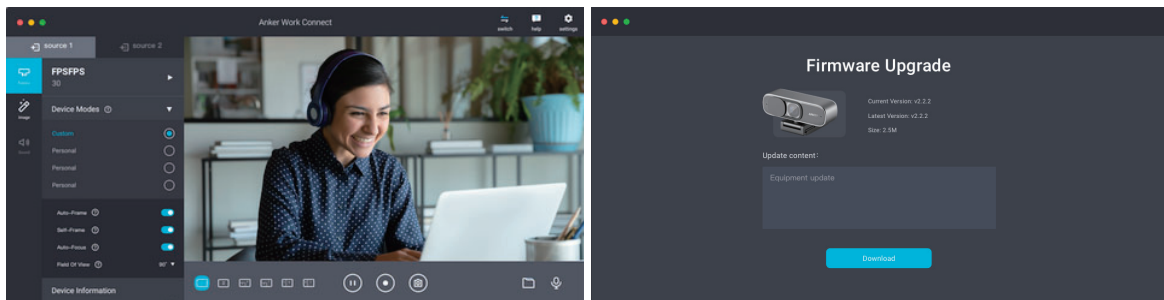 Anker Work Connect
switch
help
settings
source 1
source 2
FPSFPS
30
Device Modes
Image
Custom
Personal
Sound
Personal
Personal
Auto-Frame
Self-Frame
Auto-Focus
Field Of View
90°
Device Information
Firmware Upgrade
Current Version: v2.2.2
Latest Version: v2.2.2
Size: 2.5M
Update content:
Equipment update
Download